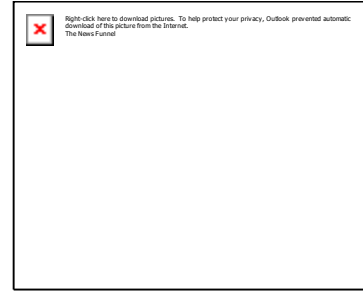 Right-click here to download pictures.  To help protect your privacy, Outlook prevented automatic
download of this picture from the Internet.
The News Funnel